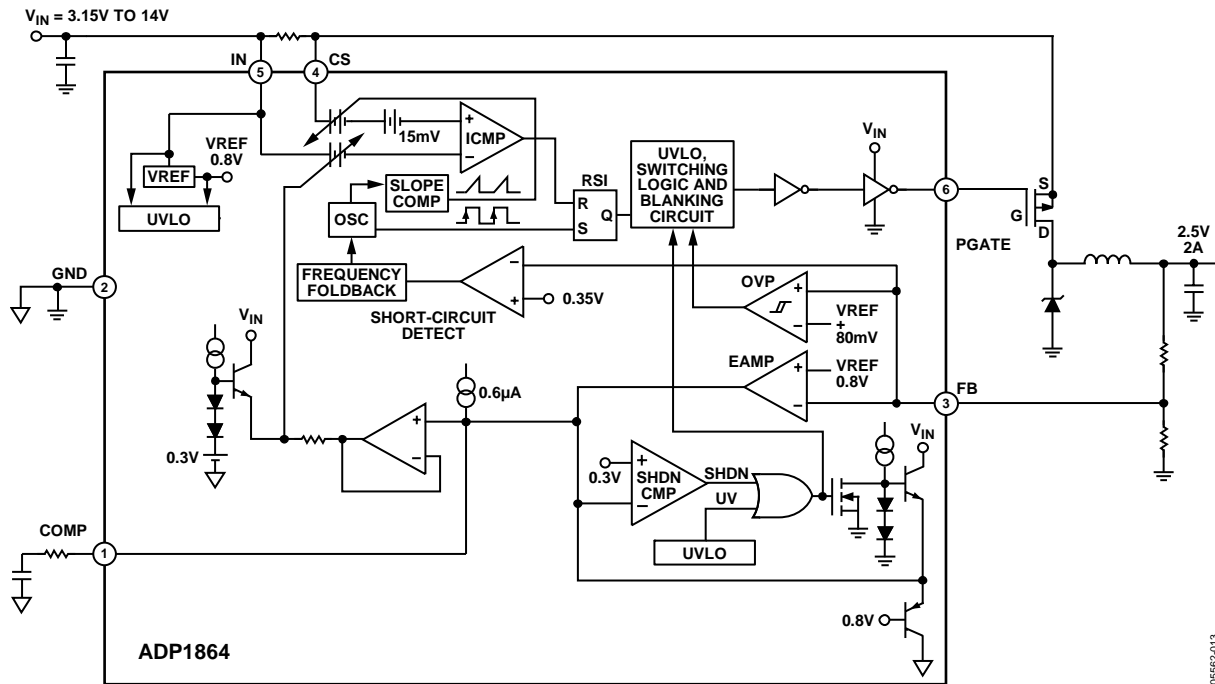 VIN = 3.15V TO 14V
IN
5
4
CS
15mV
+
ICMP
−
VREF
0.8V
VREF
UVLO
SLOPE
COMP
OSC
RSI
R
Q
S
UVLO,
SWITCHING
LOGIC AND
BLANKING
CIRCUIT
VIN
6
PGATE
S
G
D
2.5V
2A
GND
2
FREQUENCY
FOLDBACK
−
+
0.35V
SHORT-CIRCUIT
DETECT
OVP
+
−
VREF
+
80mV
EAMP
+
−
VREF
0.8V
FB
3
VIN
0.3V
0.6µA
+
−
0.3V
+
SHDN
CMP
−
SHDN
UV
UVLO
VIN
COMP
1
0.8V
ADP1864
05562-013